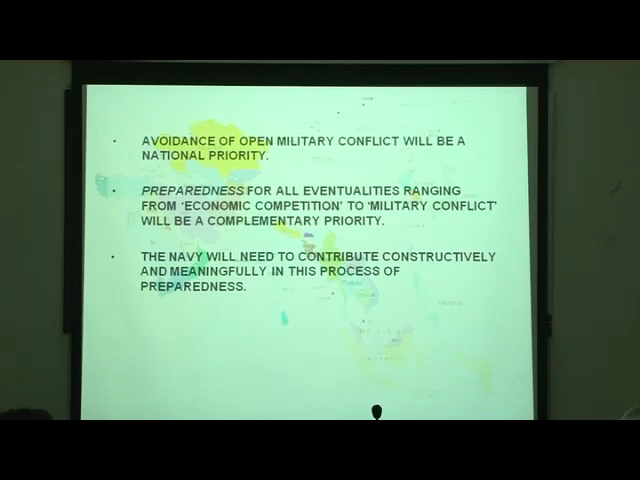 • AVOIDANCE OF OPEN MILITARY CONFLICT WILL BE A
NATIONAL PRIORITY.
• PREPAREDNESS FOR ALL EVENTUALITIES RANGING
FROM ‘ECONOMIC COMPETITION’ TO ‘MILITARY CONFLICT’
WILL BE A COMPLEMENTARY PRIORITY.
• THE NAVY WILL NEED TO CONTRIBUTE CONSTRUCTIVELY
AND MEANINGFULLY IN THIS PROCESS OF
PREPAREDNESS.